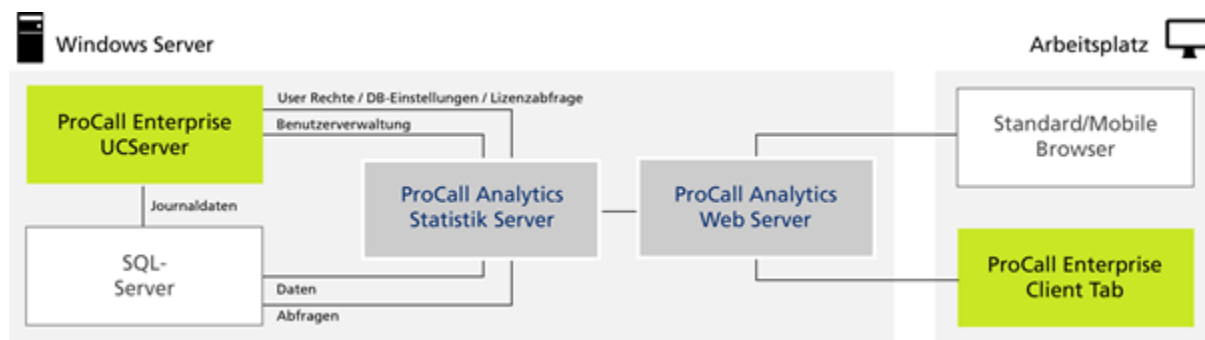 Windows Server
Arbeitsplatz
ProCall Enterprise
UCServer
User Rechte / DB-Einstellungen / Lizenzabfrage
Benutzerverwaltung
Standard/Mobile
Browser
ProCall Analytics
Statistik Server
ProCall Analytics
Web Server
Journaldaten
SQL-
Server
Daten
Abfragen
ProCall Enterprise
Client Tab